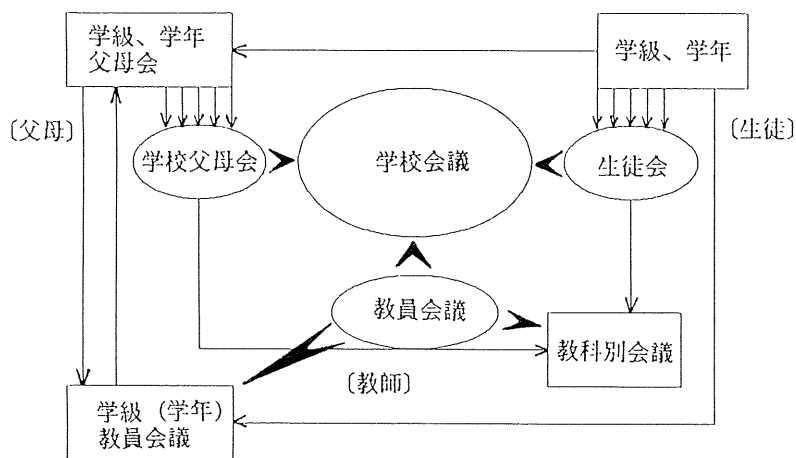 学級、学年
父母会
学級、学年
〔父母〕
〔生徒〕
学校父母会
学校会議
生徒会
教員会議
教科別会議
〔教師〕
学級（学年）
教員会議